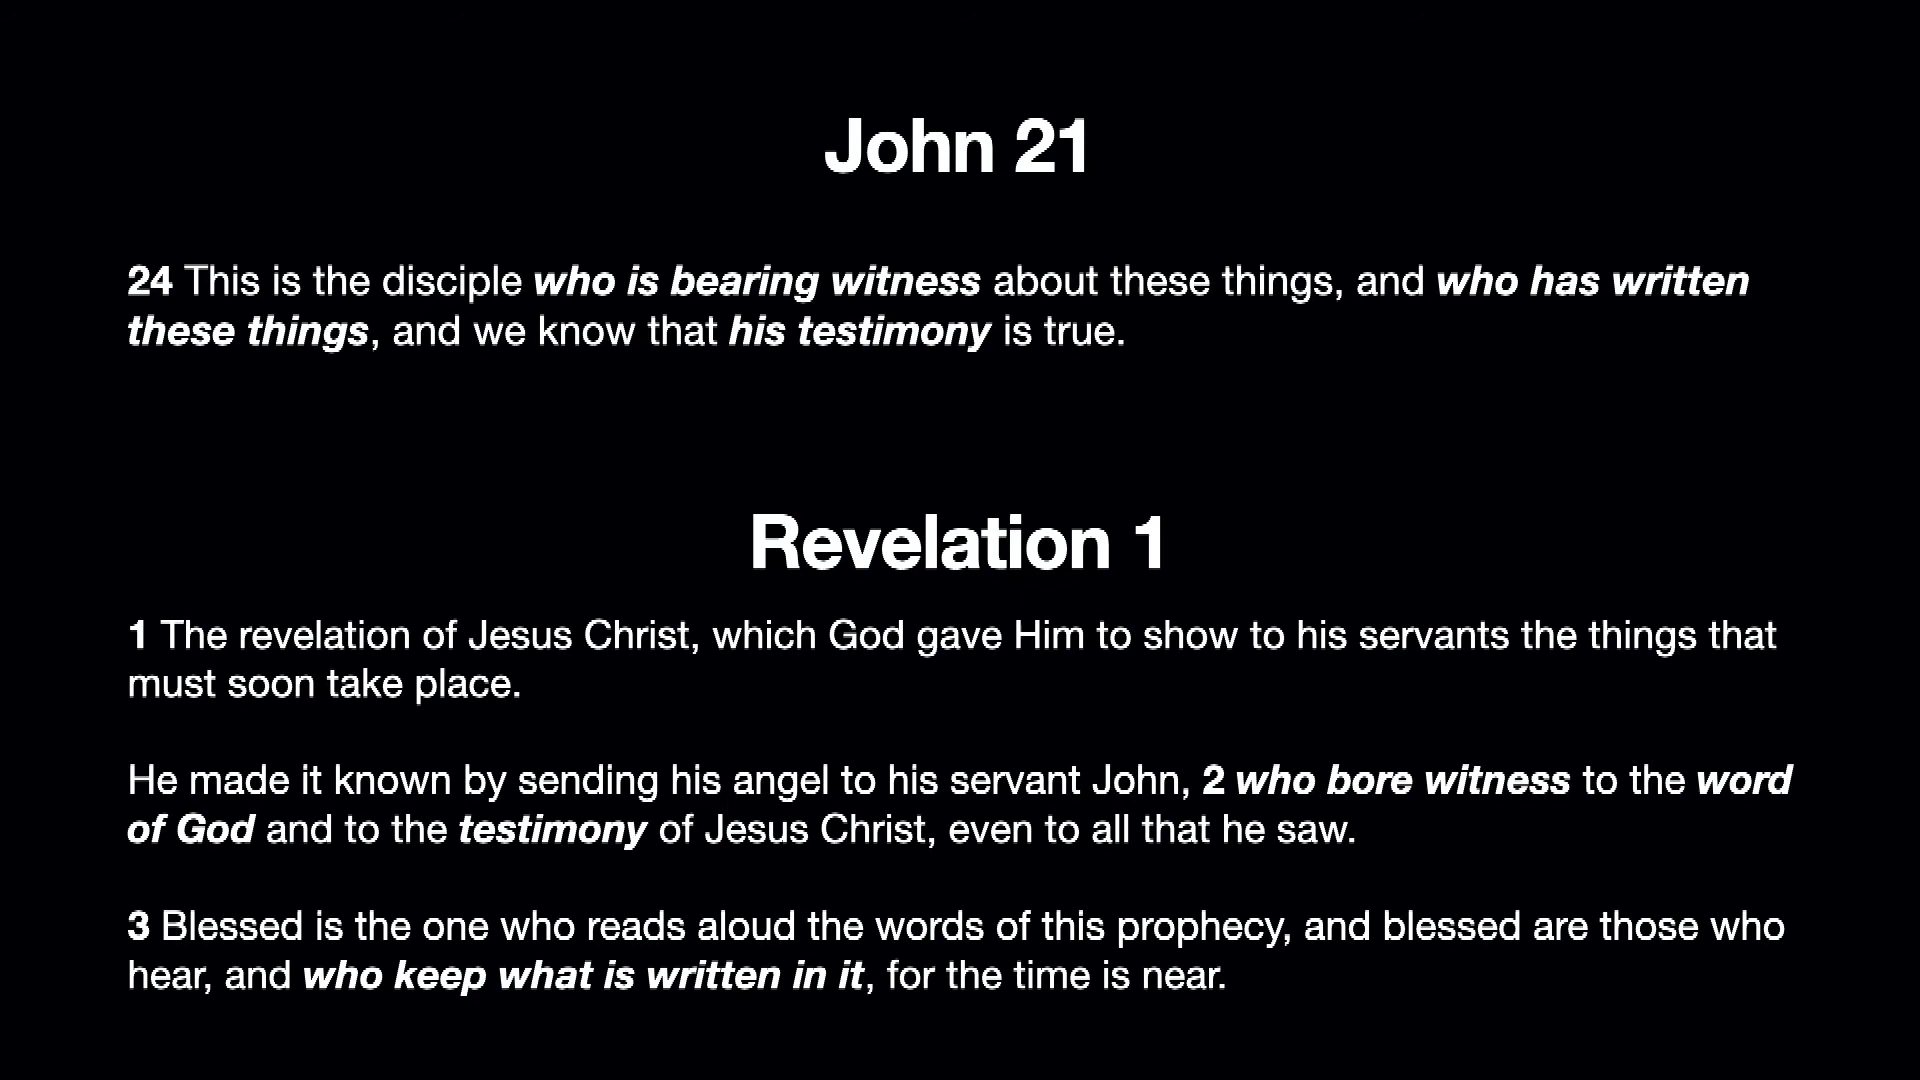 John 21
24 This is the disciple who is bearing witness about these things, and who has written
these things, and we know that his testimony is true.
Revelation 1
1 The revelation of Jesus Christ, which God gave Him to show to his servants the things that
must soon take place.
He made it known by sending his angel to his servant John, 2 who bore witness to the word
of God and to the testimony of Jesus Christ, even to all that he saw.
3 Blessed is the one who reads aloud the words of this prophecy, and blessed are those who
hear, and who keep what is written in it, for the time is near.